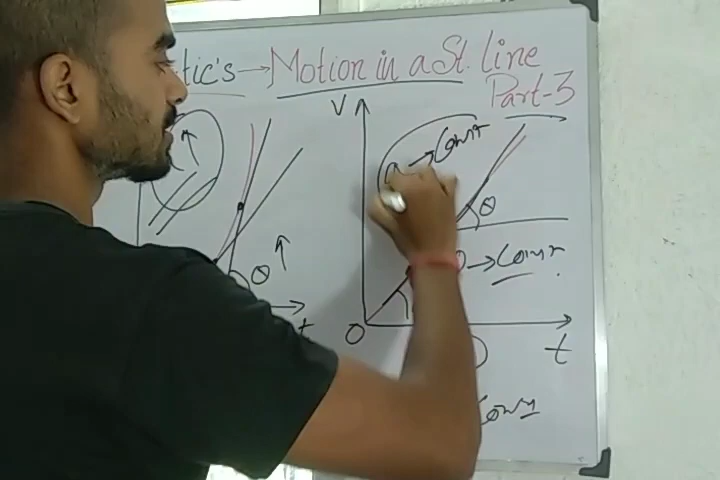 tic's → Motion in a St. line
Part-3
V
a → Const
θ
θ ↑
θ → Const.
O
t
t
Const